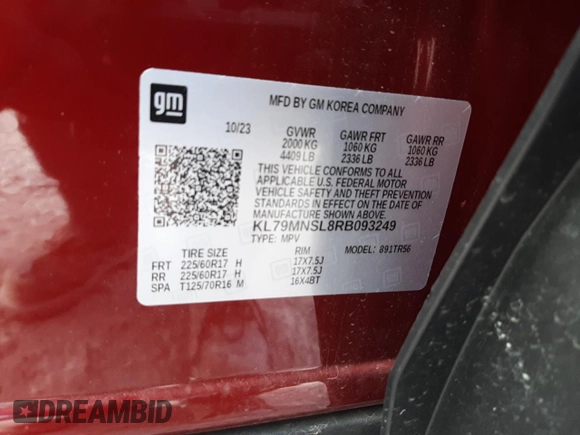 gm
MFD BY GM KOREA COMPANY
10/23 GVWR GAWR FRT GAWR RR
2000 KG 1060 KG 1060 KG
4409 LB 2336 LB 2336 LB
THIS VEHICLE CONFORMS TO ALL
APPLICABLE U.S. FEDERAL MOTOR
VEHICLE SAFETY AND THEFT PREVENTION
STANDARDS IN EFFECT ON THE DATE OF
MANUFACTURE SHOWN ABOVE.
KL79MNSL8RB093249
TYPE: MPV MODEL: 891TR56
TIRE SIZE RIM
FRT 225/60R17 H 17X7.5J
RR 225/60R17 H 17X7.5J
SPA T125/70R16 M 16X4BT
DREAMBID